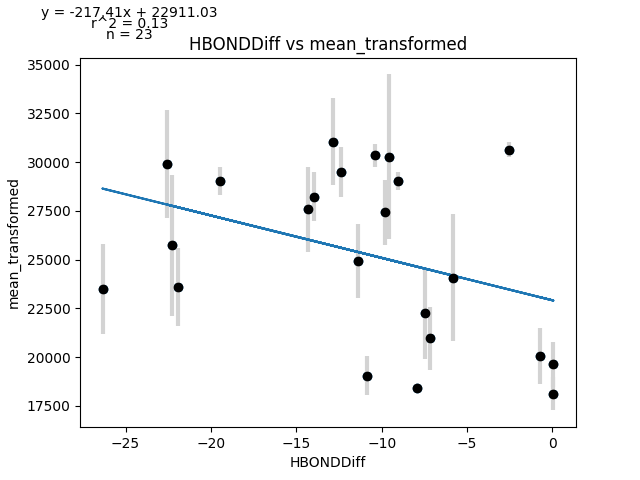 y = -217.41x + 22911.03
r^2 = 0.13
n = 23
HBONDDiff vs mean_transformed
35000
32500
30000
27500
25000
22500
20000
17500
mean_transformed
−25
−20
−15
−10
−5
0
HBONDDiff